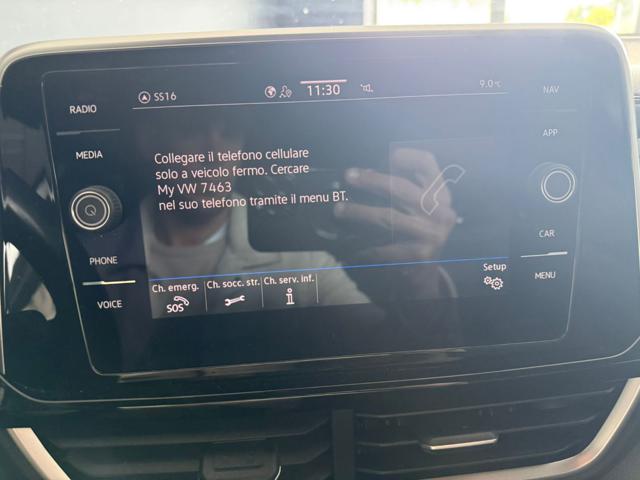 RADIO
MEDIA
PHONE
VOICE
SS16
11:30
9.0°C
NAV
APP
CAR
MENU
Collegare il telefono cellulare
solo a veicolo fermo. Cercare
My VW 7463
nel suo telefono tramite il menu BT.
Ch. emerg.
Ch. socc. str.
Ch. serv. inf.
Setup
SOS